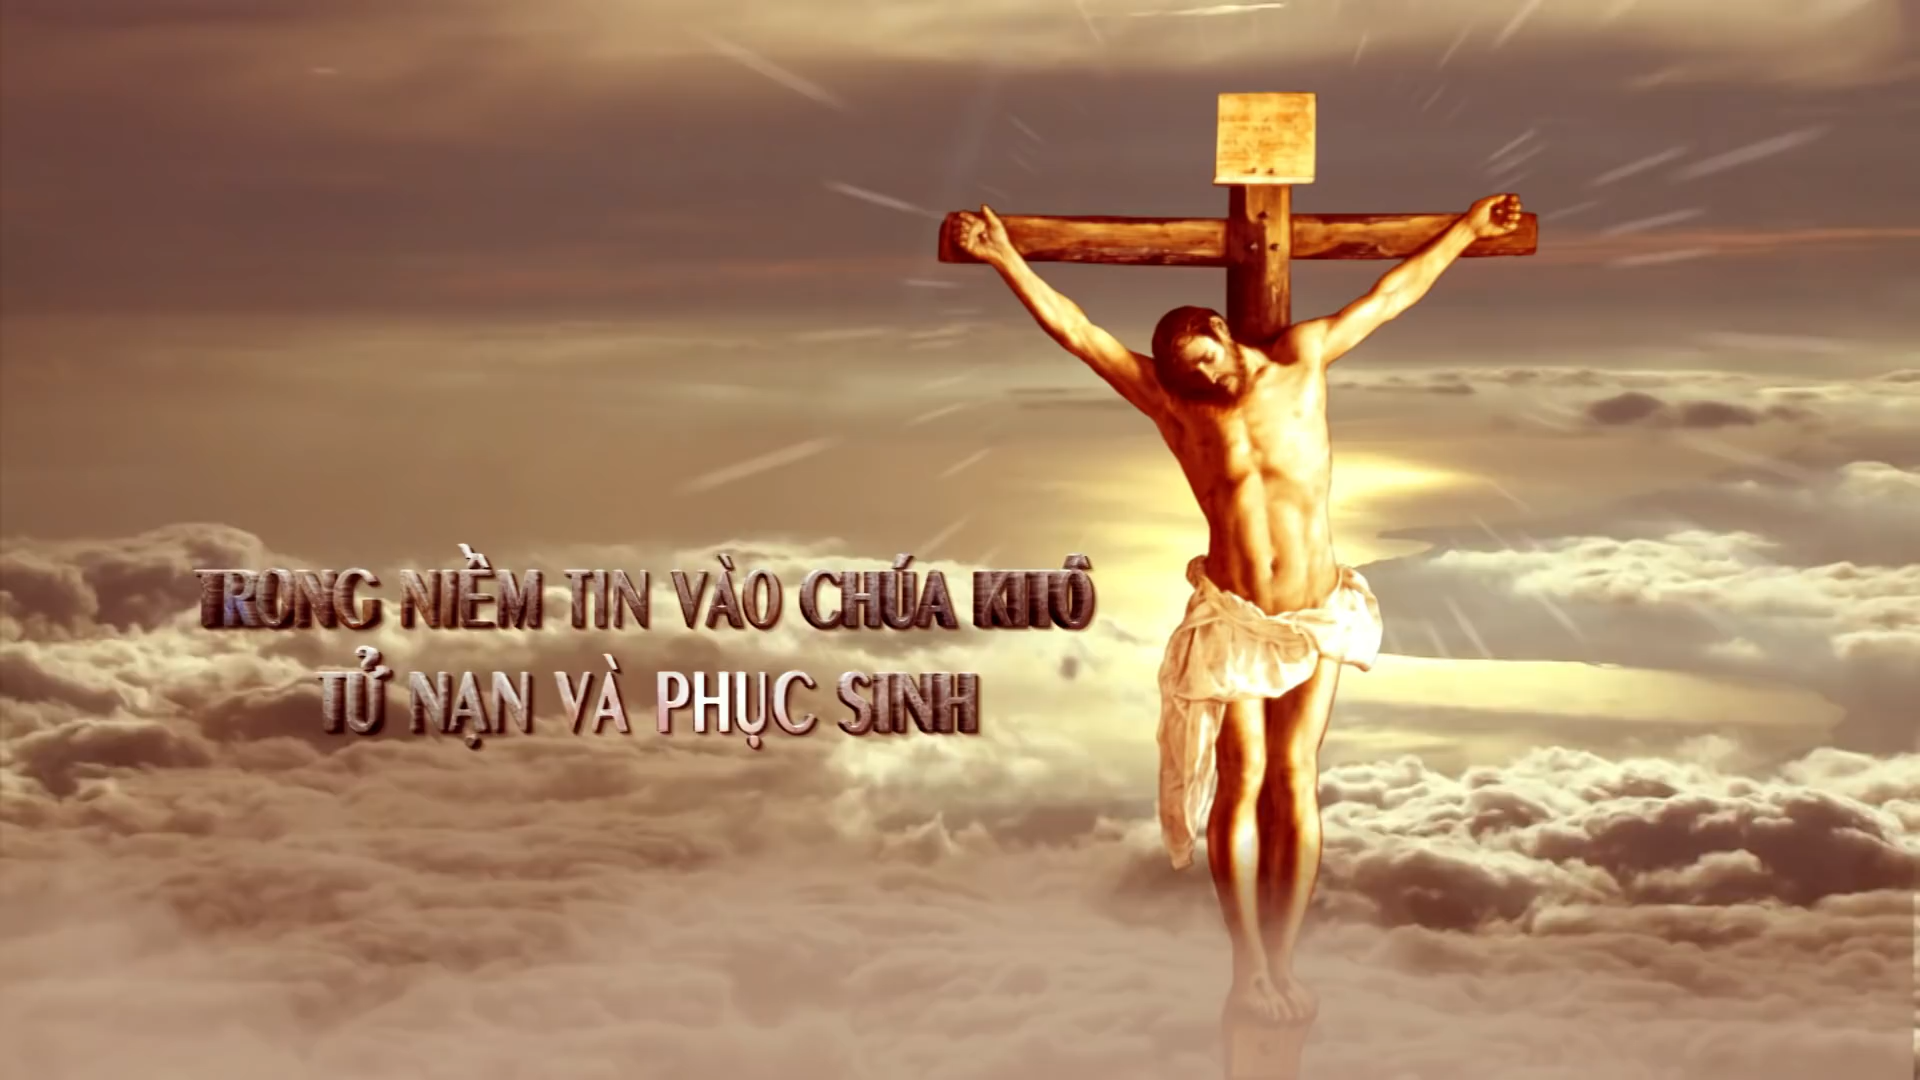 TRONG NIỀM TIN VÀO CHÚA KITÔ
TỬ NẠN VÀ PHỤC SINH